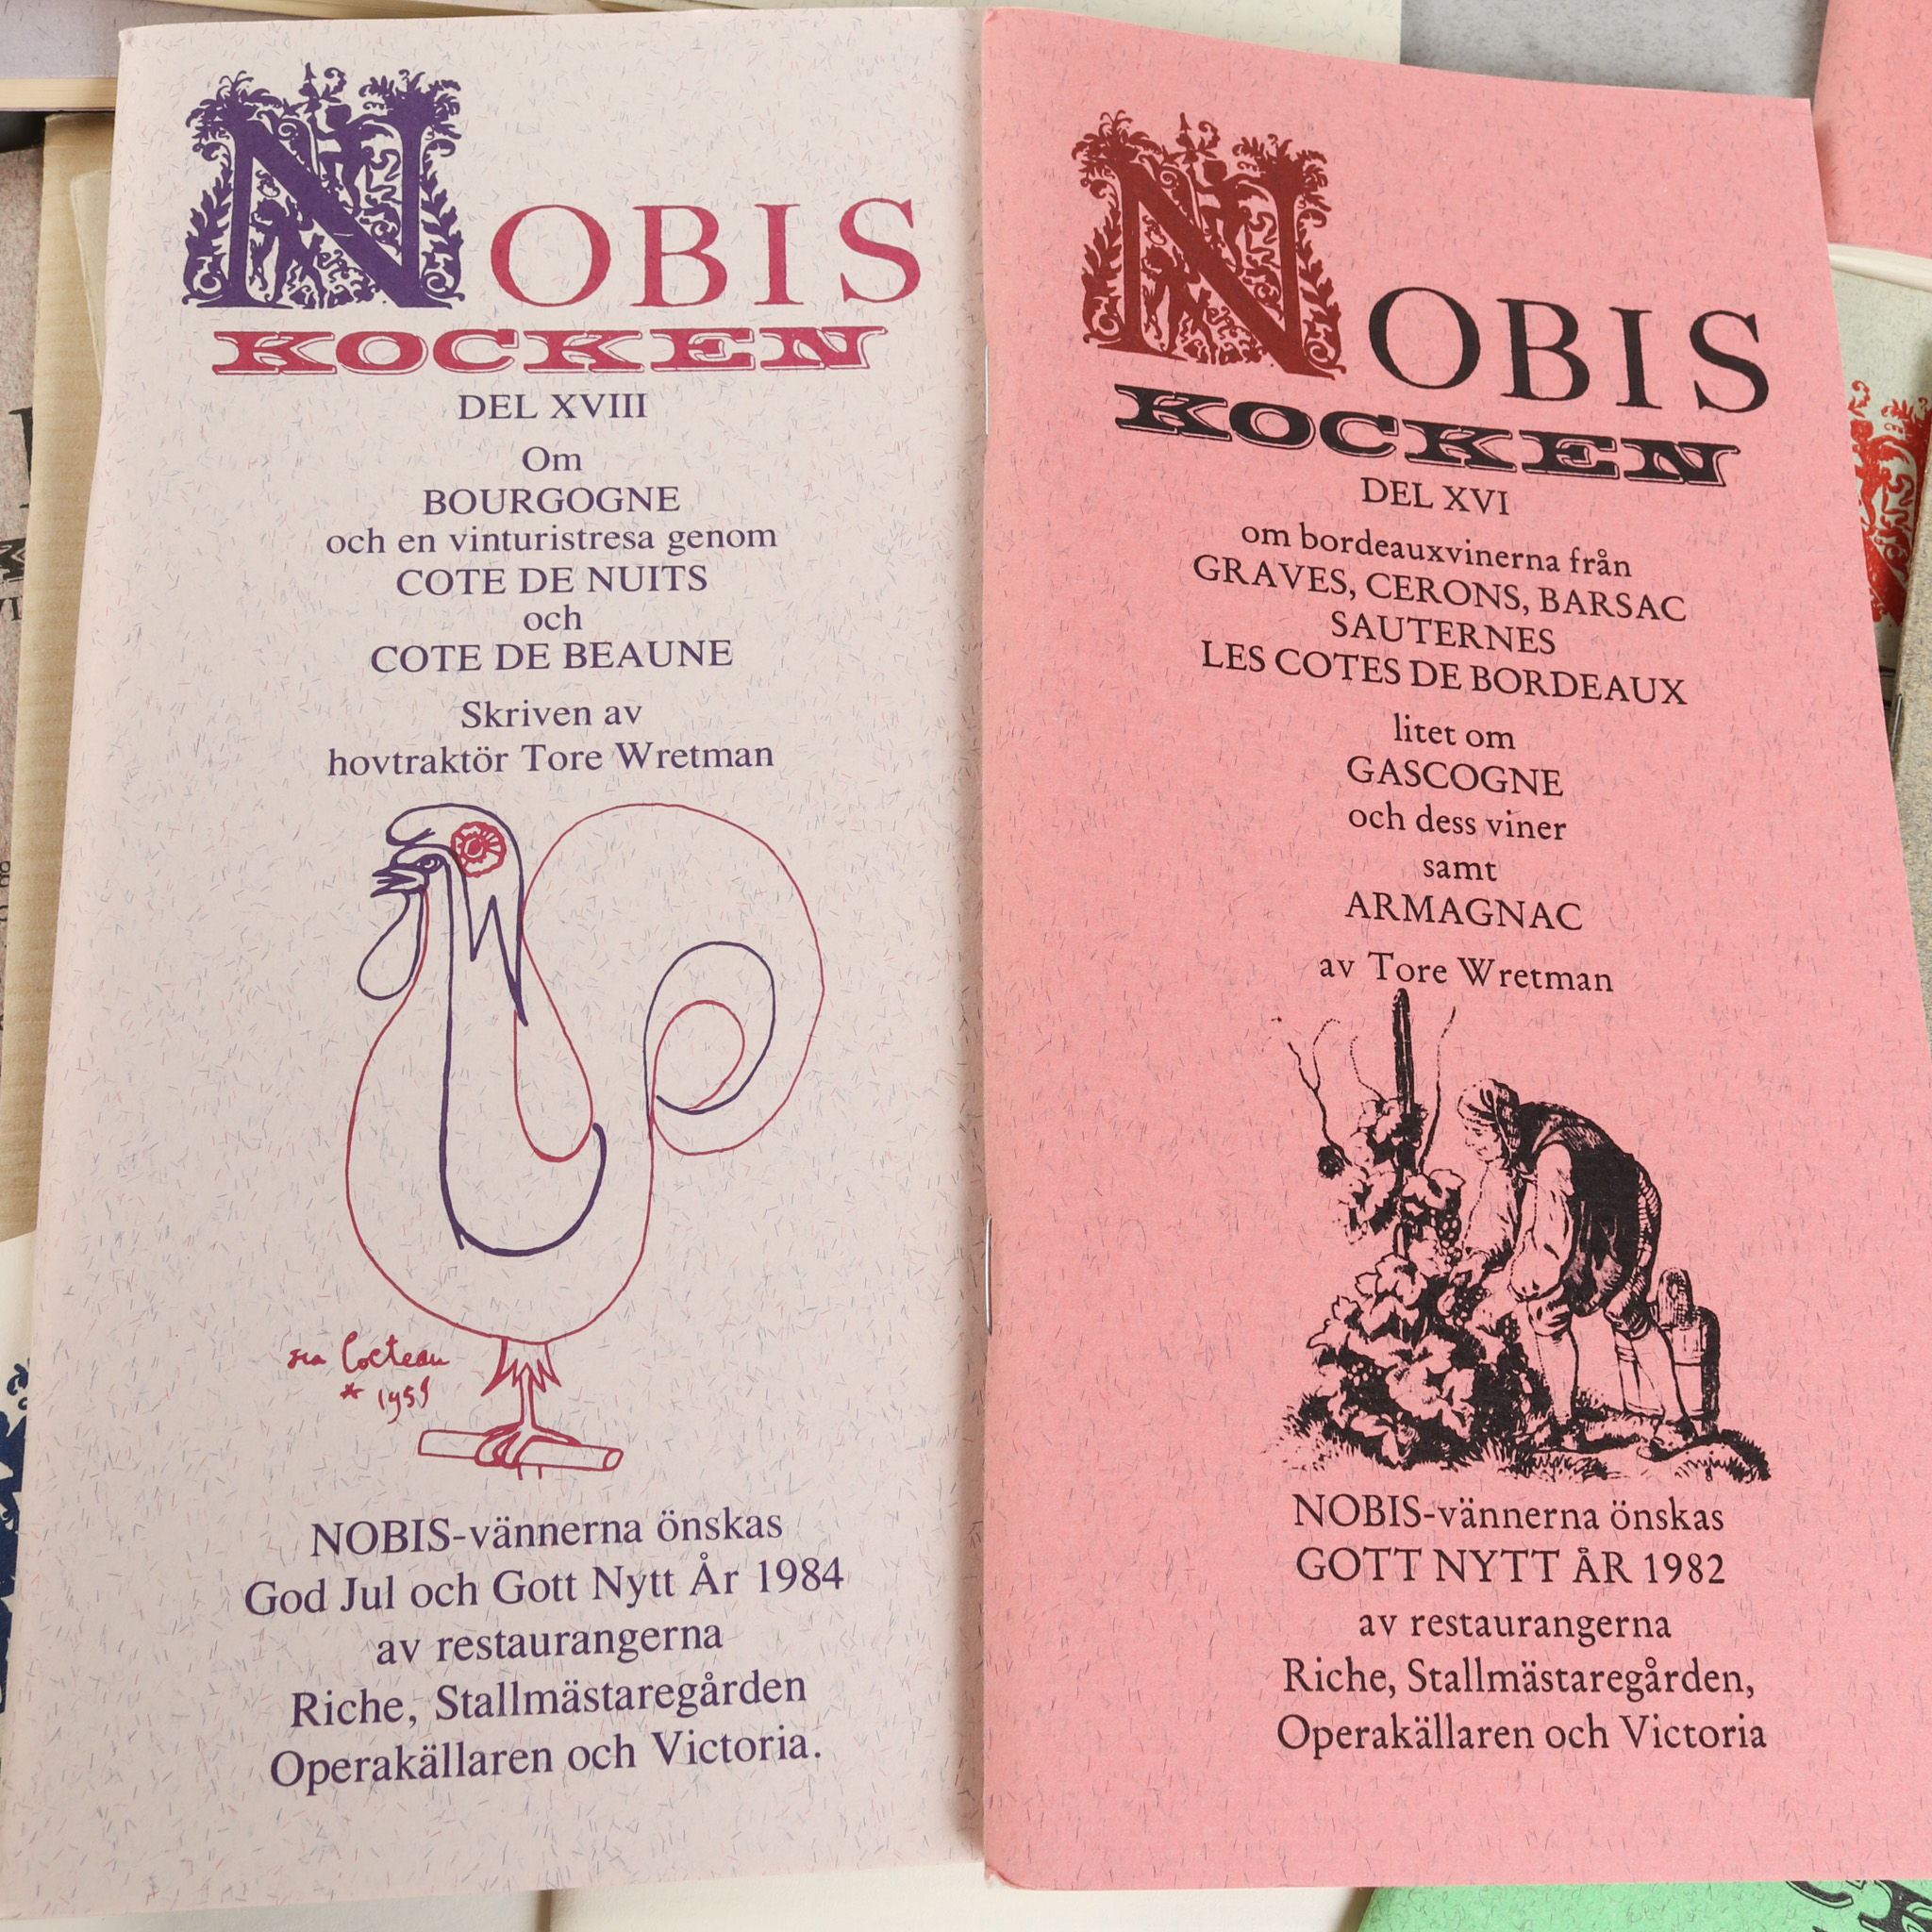 NOBIS
KOCKEN
DEL XVIII
Om
BOURGOGNE
och en vinturistresa genom
COTE DE NUITS
och
COTE DE BEAUNE
Skriven av
hovtraktör Tore Wretman
Cocteau
* 195
NOBIS-vännerna önskas
God Jul och Gott Nytt År 1984
av restaurangerna
Riche, Stallmästaregården
Operakällaren och Victoria.
NOBIS
KOCKEN
DEL XVI
om bordeauxvinerna från
GRAVES, CERONS, BARSAC
SAUTERNES
LES COTES DE BORDEAUX
litet om
GASCOGNE
och dess viner
samt
ARMAGNAC
av Tore Wretman
NOBIS-vännerna önskas
GOTT NYTT ÅR 1982
av restaurangerna
Riche, Stallmästaregården,
Operakällaren och Victoria